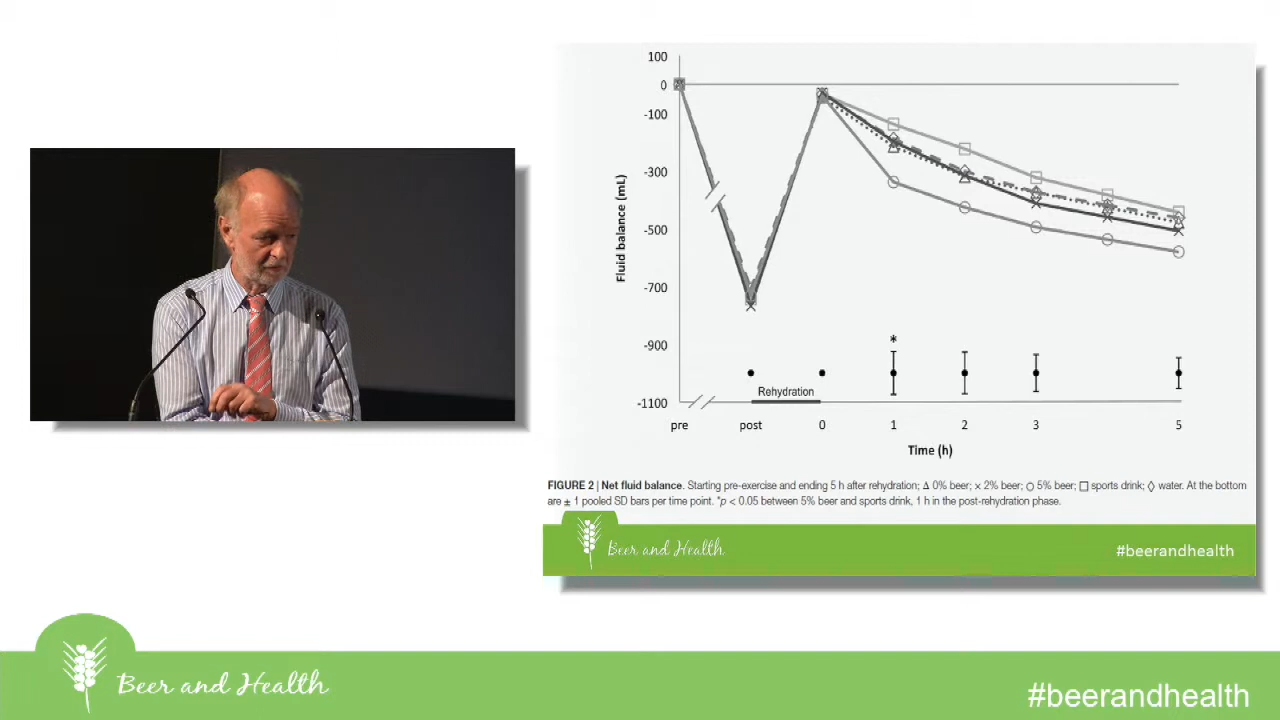 100
0
-100
-300
-500
-700
-900
-1100
Fluid balance (mL)
*
Rehydration
pre post 0 1 2 3 5
Time (h)
FIGURE 2 | Net fluid balance. Starting pre-exercise and ending 5 h after rehydration; Δ 0% beer; × 2% beer; ○ 5% beer; □ sports drink; ◊ water. At the bottom
are ± 1 pooled SD bars per time point. *p < 0.05 between 5% beer and sports drink, 1 h in the post-rehydration phase.
Beer and Health
#beerandhealth
Beer and Health
#beerandhealth